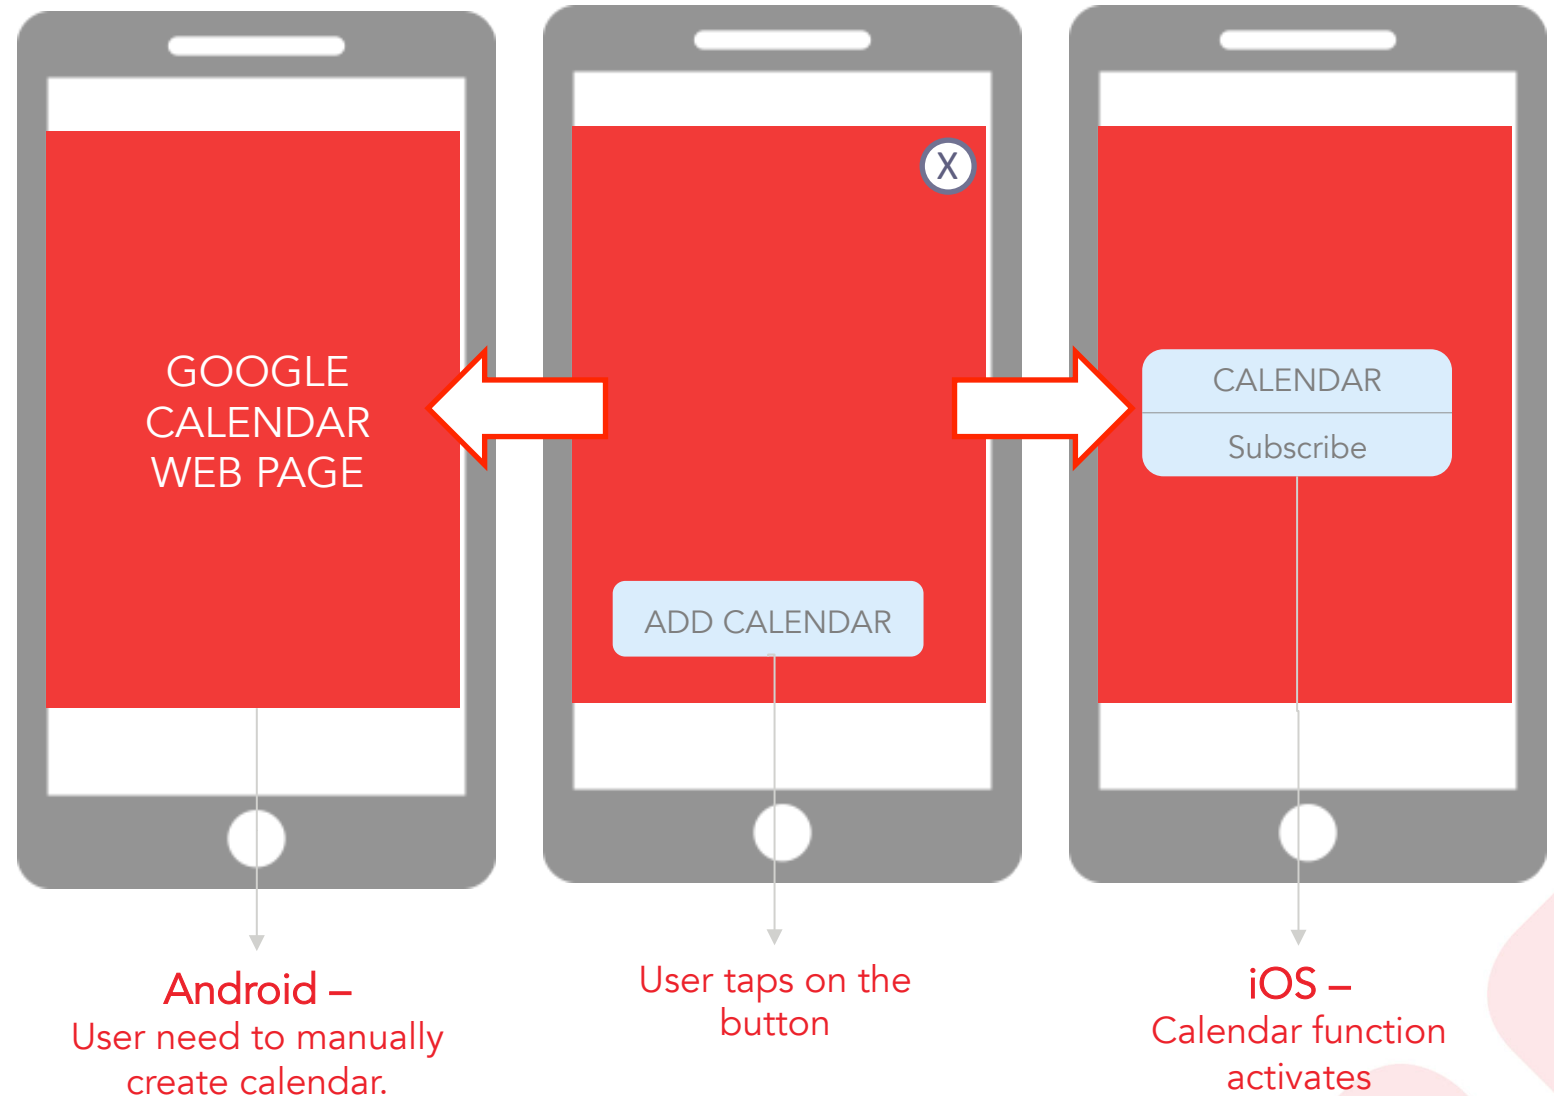 GOOGLE
CALENDAR
WEB PAGE
Android –
User need to manually
create calendar.
X
ADD CALENDAR
User taps on the
button
CALENDAR
Subscribe
iOS –
Calendar function
activates